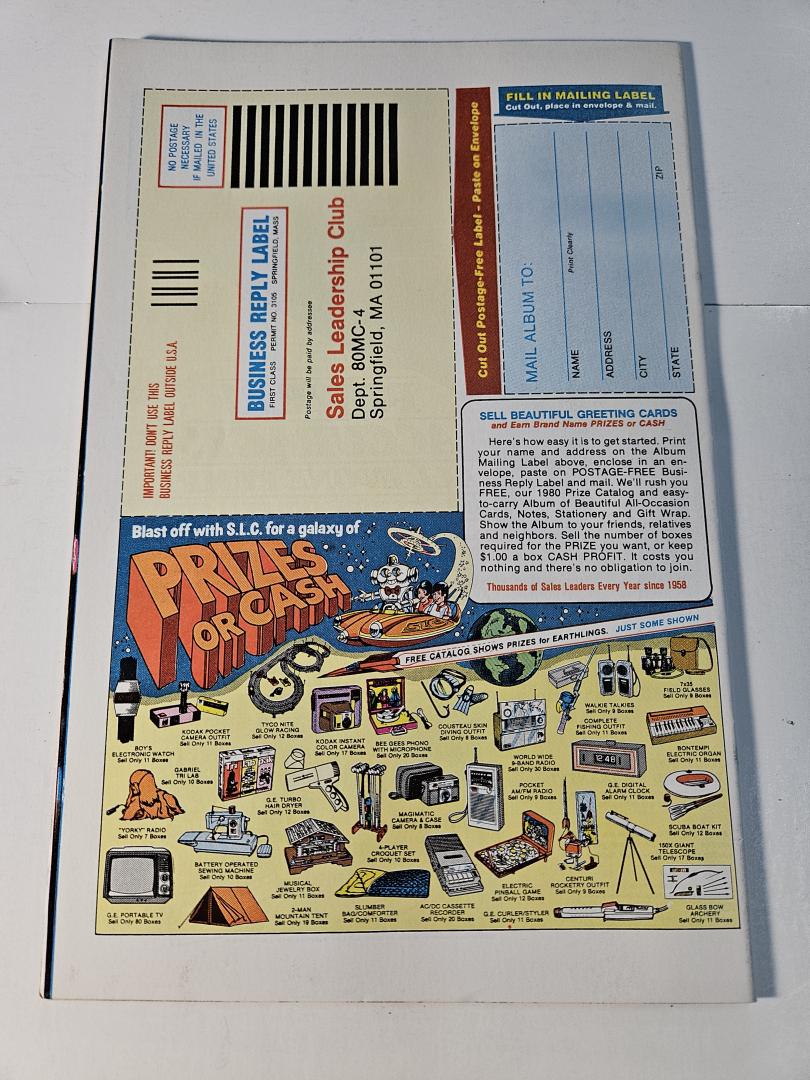 NO POSTAGE
NECESSARY
IF MAILED IN THE
UNITED STATES
IMPORTANT! DON'T USE THIS
BUSINESS REPLY LABEL OUTSIDE U.S.A.
BUSINESS REPLY LABEL
FIRST CLASS PERMIT NO. 3105 SPRINGFIELD, MASS
Postage will be paid by addressee
Sales Leadership Club
Dept. 80MC-4
Springfield, MA 01101
Cut Out Postage-Free Label – Paste on Envelope
FILL IN MAILING LABEL
Cut Out, place in envelope & mail.
MAIL ALBUM TO:
Print Clearly
NAME
ADDRESS
CITY
STATE ZIP
SELL BEAUTIFUL GREETING CARDS
and Earn Brand Name PRIZES or CASH
Here's how easy it is to get started. Print
your name and address on the Album
Mailing Label above, enclose in an en-
velope, paste on POSTAGE-FREE Busi-
ness Reply Label and mail. We'll rush you
FREE, our 1980 Prize Catalog and easy-
to-carry Album of Beautiful All-Occasion
Cards, Notes, Stationery and Gift Wrap.
Show the Album to your friends, relatives
and neighbors. Sell the number of boxes
required for the PRIZE you want, or keep
$1.00 a box CASH PROFIT. It costs you
nothing and there's no obligation to join.
Thousands of Sales Leaders Every Year since 1958
Blast off with S.L.C. for a galaxy of
PRIZES
OR CASH
SLC
FREE CATALOG SHOWS PRIZES for EARTHLINGS. JUST SOME SHOWN
BOY'S
ELECTRONIC WATCH
Sell Only 11 Boxes
KODAK POCKET
CAMERA OUTFIT
Sell Only 11 Boxes
TYCO NITE
GLOW RACING
Sell Only 12 Boxes
KODAK INSTANT
COLOR CAMERA
Sell Only 17 Boxes
BEE GEES PHONO
WITH MICROPHONE
Sell Only 20 Boxes
COUSTEAU SKIN
DIVING OUTFIT
Sell Only 8 Boxes
WORLD WIDE
9-BAND RADIO
Sell Only 30 Boxes
WALKIE TALKIES
Sell Only 9 Boxes
COMPLETE
FISHING OUTFIT
Sell Only 11 Boxes
7x35
FIELD GLASSES
Sell Only 9 Boxes
BONTEMPI
ELECTRIC ORGAN
Sell Only 11 Boxes
"YORKY" RADIO
Sell Only 7 Boxes
GABRIEL
TRI LAB
Sell Only 10 Boxes
G.E. TURBO
HAIR DRYER
Sell Only 12 Boxes
MAGIMATIC
CAMERA & CASE
Sell Only 8 Boxes
POCKET
AM/FM RADIO
Sell Only 9 Boxes
12:48
G.E. DIGITAL
ALARM CLOCK
Sell Only 11 Boxes
SCUBA BOAT KIT
Sell Only 12 Boxes
G.E. PORTABLE TV
Sell Only 80 Boxes
BATTERY OPERATED
SEWING MACHINE
Sell Only 10 Boxes
MUSICAL
JEWELRY BOX
Sell Only 11 Boxes
4-PLAYER
CROQUET SET
Sell Only 10 Boxes
ELECTRIC
PINBALL GAME
Sell Only 12 Boxes
CENTURI
ROCKETRY OUTFIT
Sell Only 9 Boxes
150X GIANT
TELESCOPE
Sell Only 17 Boxes
2-MAN
MOUNTAIN TENT
Sell Only 19 Boxes
SLUMBER
BAG/COMFORTER
Sell Only 11 Boxes
AC/DC CASSETTE
RECORDER
Sell Only 20 Boxes
G.E. CURLER/STYLER
Sell Only 11 Boxes
GLASS BOW
ARCHERY
Sell Only 11 Boxes